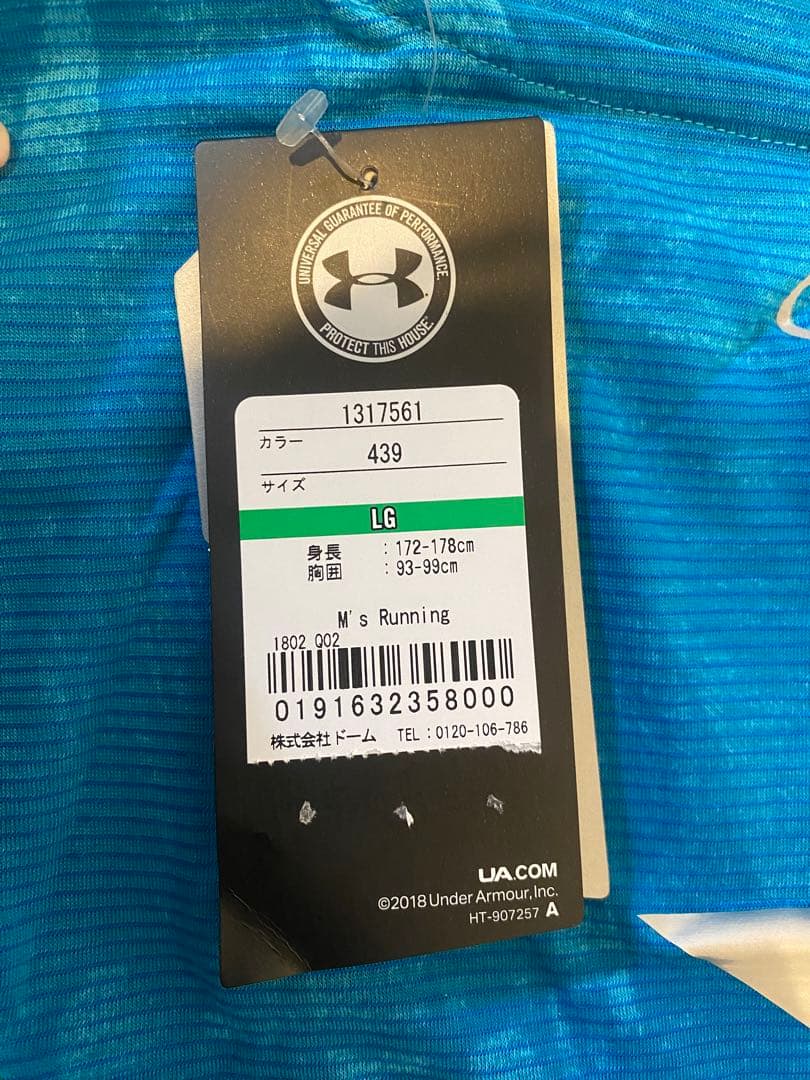 UNIVERSAL GUARANTEE OF PERFORMANCE.
PROTECT THIS HOUSE.
1317561
カラー
439
サイズ
LG
身長 : 172-178cm
胸囲 : 93-99cm
M's Running
1802 Q02
0191632358000
株式会社ドーム TEL:0120-106-786
UA.COM
©2018 Under Armour, Inc.
HT-907257 A